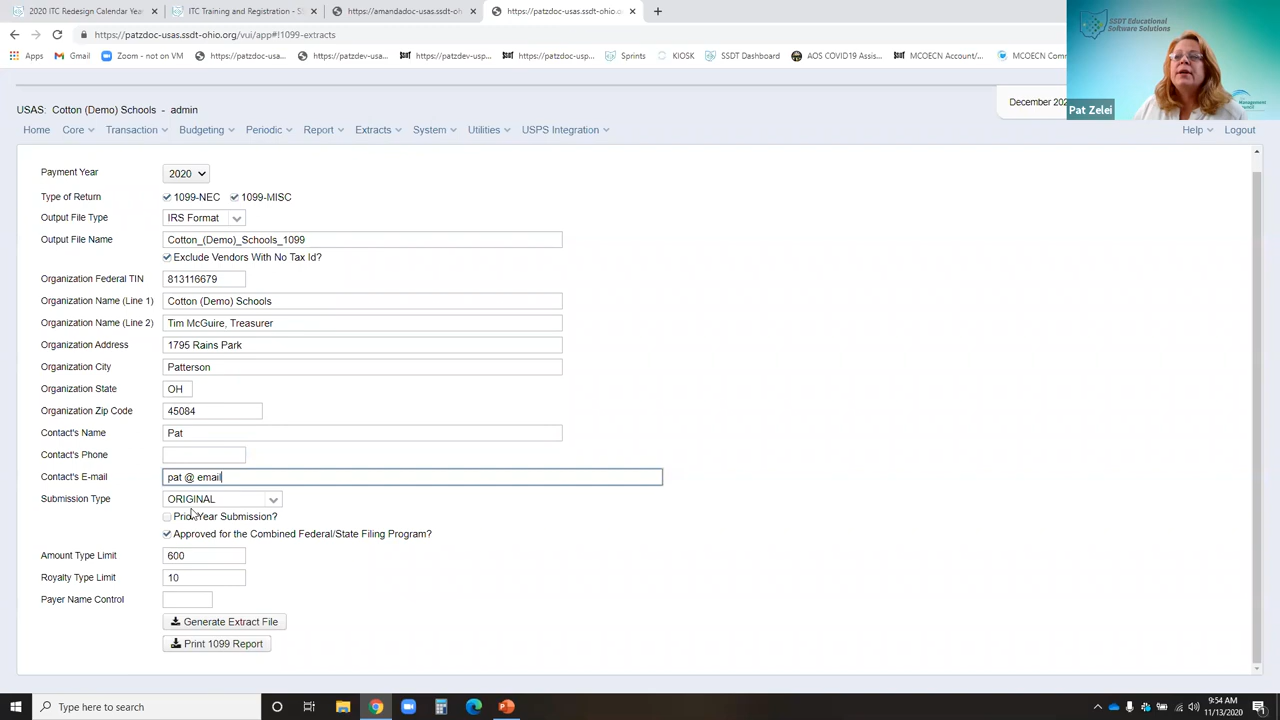 2020 ITC Redesign Calendar Year
ITC Training and Registration - S
https://amandadoc-usas.ssdt-oh
https://patzdoc-usas.ssdt-ohio.o
https://patzdoc-usas.ssdt-ohio.org/vui/app#!1099-extracts
Apps
Gmail
Zoom - not on VM
https://patzdoc-usa...
https://patzdev-usa...
https://patzdev-usp...
https://patzdoc-usp...
Sprints
KIOSK
SSDT Dashboard
AOS COVID19 Assis...
MCOECN Account/...
MCOECN Com
SSDT Educational
Software Solutions
Management
Pat Zelei
USAS: Cotton (Demo) Schools - admin
December 202
Home
Core
Transaction
Budgeting
Periodic
Report
Extracts
System
Utilities
USPS Integration
Help
Logout
Payment Year 2020
Type of Return 1099-NEC 1099-MISC
Output File Type IRS Format
Output File Name Cotton_(Demo)_Schools_1099
Exclude Vendors With No Tax Id?
Organization Federal TIN 813116679
Organization Name (Line 1) Cotton (Demo) Schools
Organization Name (Line 2) Tim McGuire, Treasurer
Organization Address 1795 Rains Park
Organization City Patterson
Organization State OH
Organization Zip Code 45084
Contact's Name Pat
Contact's Phone
Contact's E-mail pat @ email
Submission Type ORIGINAL
Prior Year Submission?
Approved for the Combined Federal/State Filing Program?
Amount Type Limit 600
Royalty Type Limit 10
Payer Name Control
Generate Extract File
Print 1099 Report
Type here to search
9:54 AM
11/13/2020
1